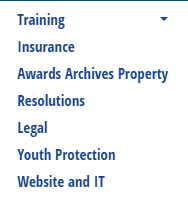 Training
Insurance
Awards Archives Property
Resolutions
Legal
Youth Protection
Website and IT